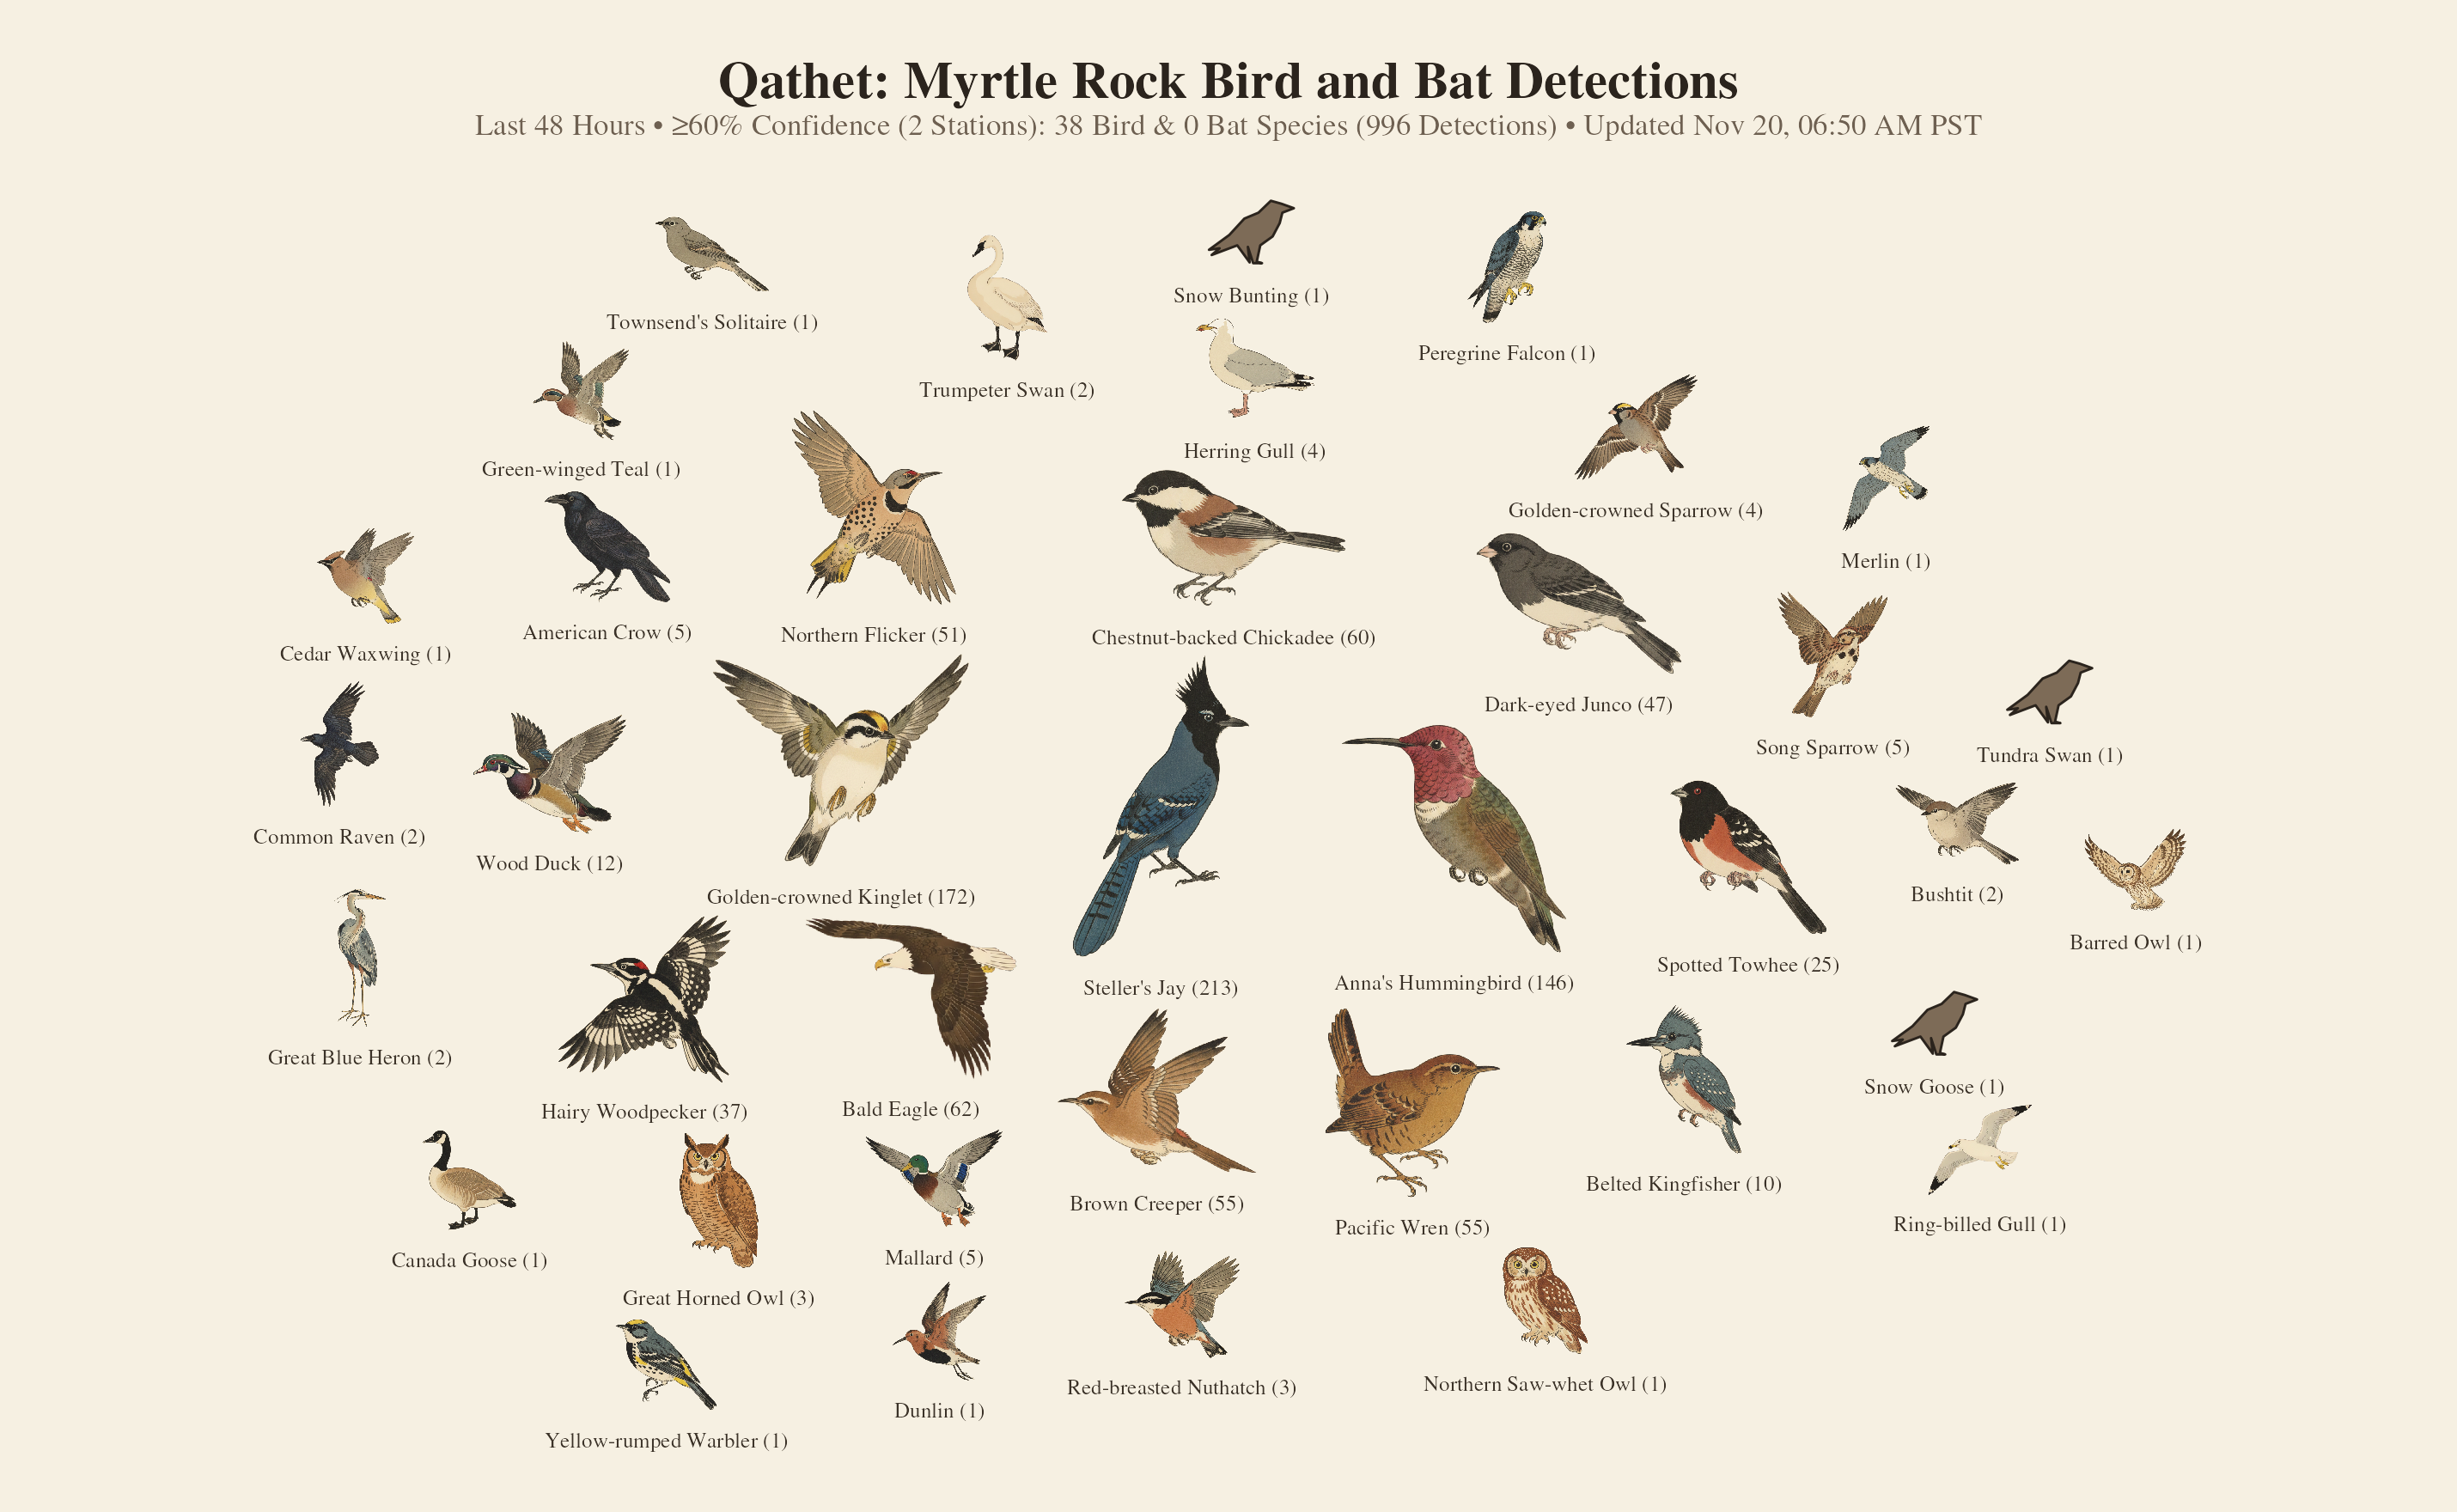 Qathet: Myrtle Rock Bird and Bat Detections
Last 48 Hours • ≥60% Confidence (2 Stations): 38 Bird & 0 Bat Species (996 Detections) • Updated Nov 20, 06:50 AM PST
Snow Bunting (1)
Townsend's Solitaire (1)
Peregrine Falcon (1)
Trumpeter Swan (2)
Herring Gull (4)
Green-winged Teal (1)
Golden-crowned Sparrow (4)
Merlin (1)
American Crow (5)
Northern Flicker (51)
Chestnut-backed Chickadee (60)
Cedar Waxwing (1)
Dark-eyed Junco (47)
Song Sparrow (5)
Tundra Swan (1)
Common Raven (2)
Wood Duck (12)
Golden-crowned Kinglet (172)
Bushtit (2)
Barred Owl (1)
Spotted Towhee (25)
Anna's Hummingbird (146)
Steller's Jay (213)
Great Blue Heron (2)
Snow Goose (1)
Hairy Woodpecker (37)
Bald Eagle (62)
Belted Kingfisher (10)
Brown Creeper (55)
Pacific Wren (55)
Ring-billed Gull (1)
Canada Goose (1)
Mallard (5)
Great Horned Owl (3)
Northern Saw-whet Owl (1)
Red-breasted Nuthatch (3)
Dunlin (1)
Yellow-rumped Warbler (1)